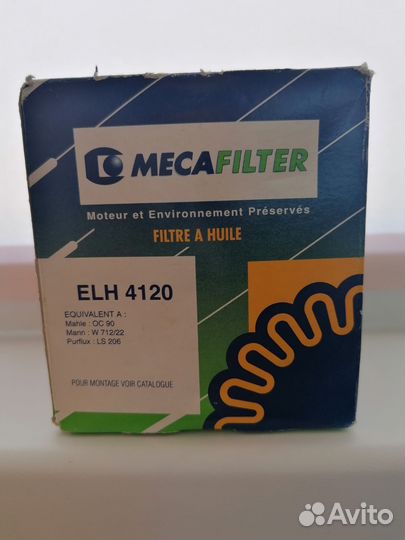 MECAFILTER
Moteur et Environnement Préservés
FILTRE A HUILE
ELH 4120
EQUIVALENT A :
Mahle : OC 90
Mann : W 712/22
Purflux : LS 206
POUR MONTAGE VOIR CATALOGUE
Avito